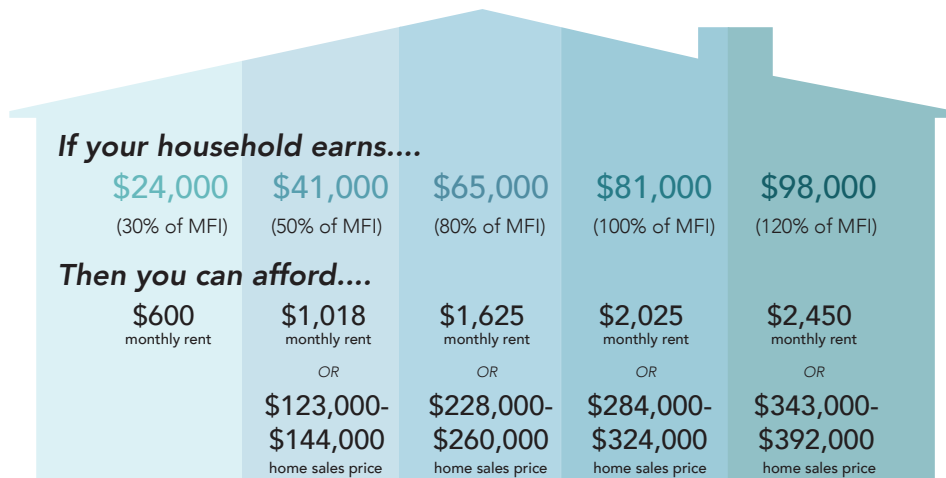 If your household earns....
$24,000 $41,000 $65,000 $81,000 $98,000
(30% of MFI) (50% of MFI) (80% of MFI) (100% of MFI) (120% of MFI)
Then you can afford....
$600 $1,018 $1,625 $2,025 $2,450
monthly rent monthly rent monthly rent monthly rent monthly rent
OR OR OR OR
$123,000- $228,000- $284,000- $343,000-
$144,000 $260,000 $324,000 $392,000
home sales price home sales price home sales price home sales price